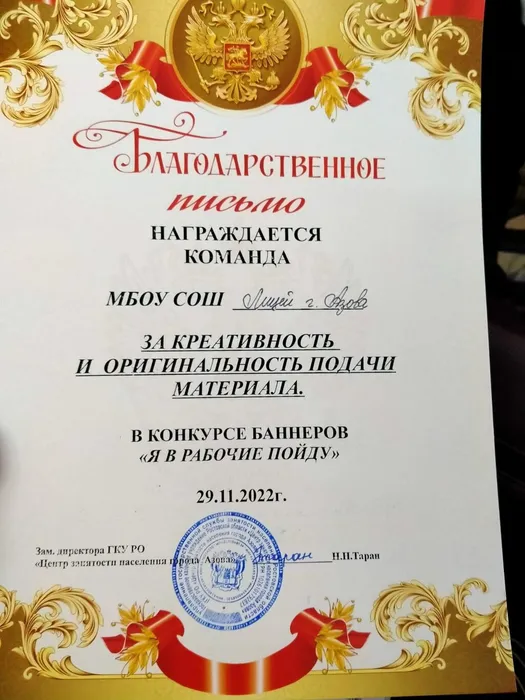 Благодарственное
письмо
НАГРАЖДАЕТСЯ
КОМАНДА
МБОУ СОШ Лицей г. Азова
ЗА КРЕАТИВНОСТЬ
И ОРИГИНАЛЬНОСТЬ ПОДАЧИ
МАТЕРИАЛА.
В КОНКУРСЕ БАННЕРОВ
«Я В РАБОЧИЕ ПОЙДУ»
29.11.2022г.
Зам. директора ГКУ РО
«Центр занятости населения города Азова» Н.Н.Таран